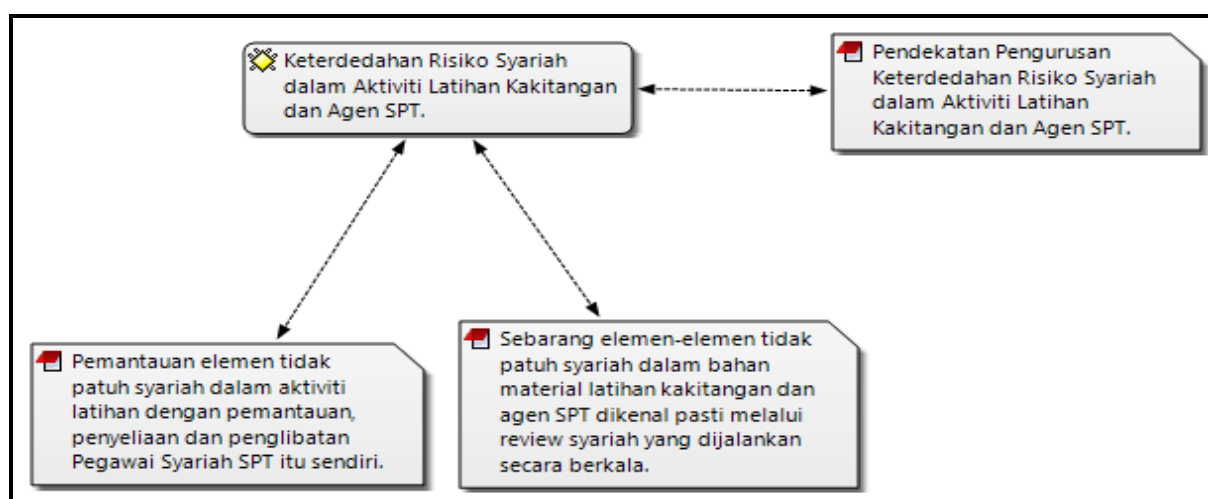 Keterdedahan Risiko Syariah
dalam Aktiviti Latihan Kakitangan
dan Agen SPT.
Pendekatan Pengurusan
Keterdedahan Risiko Syariah
dalam Aktiviti Latihan
Kakitangan dan Agen SPT.
Pemantauan elemen tidak
patuh syariah dalam aktiviti
latihan dengan pemantauan,
penyeliaan dan penglibatan
Pegawai Syariah SPT itu sendiri.
Sebarang elemen-elemen tidak
patuh syariah dalam bahan
material latihan kakitangan dan
agen SPT dikenal pasti melalui
review syariah yang dijalankan
secara berkala.